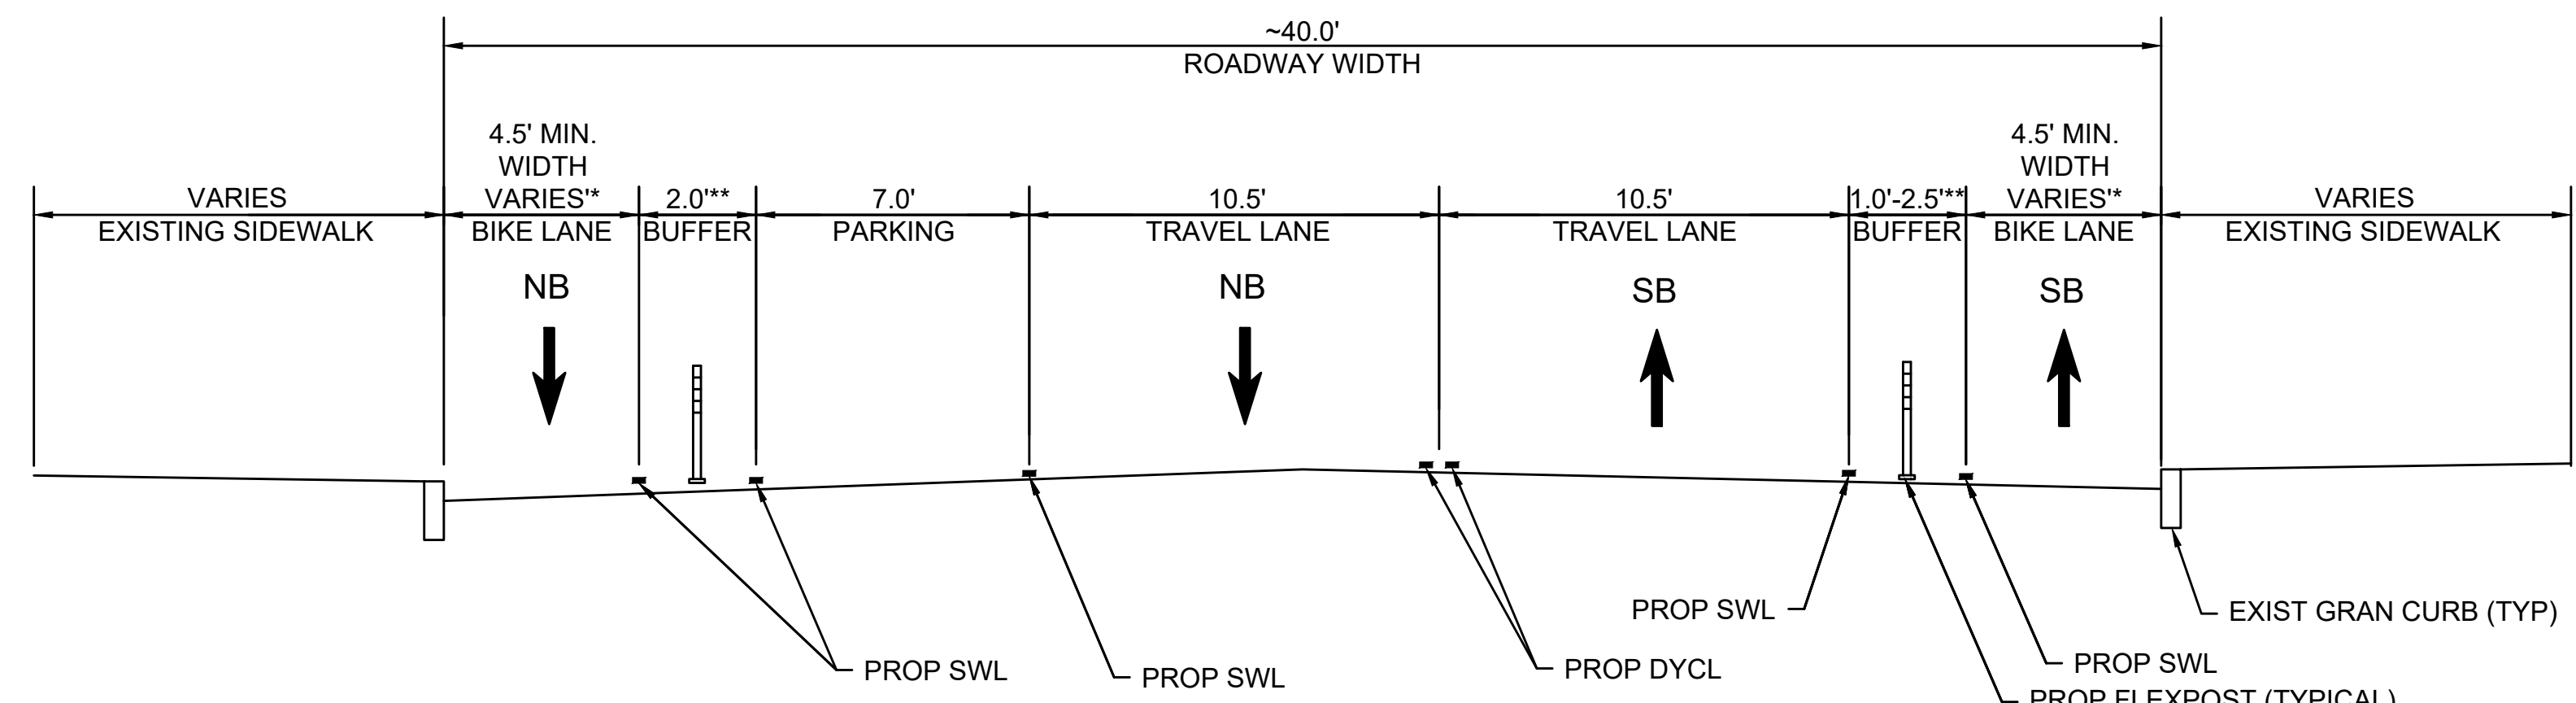 ~40.0'
ROADWAY WIDTH
VARIES
EXISTING SIDEWALK
4.5' MIN.
WIDTH
VARIES'*
BIKE LANE
2.0'**
BUFFER
7.0'
PARKING
10.5'
TRAVEL LANE
10.5'
TRAVEL LANE
1.0'-2.5'**
BUFFER
4.5' MIN.
WIDTH
VARIES'*
BIKE LANE
VARIES
EXISTING SIDEWALK
NB
NB
SB
SB
PROP SWL
PROP SWL
PROP DYCL
PROP SWL
EXIST GRAN CURB (TYP)
PROP SWL
PROP FLEXPOST (TYPICAL)